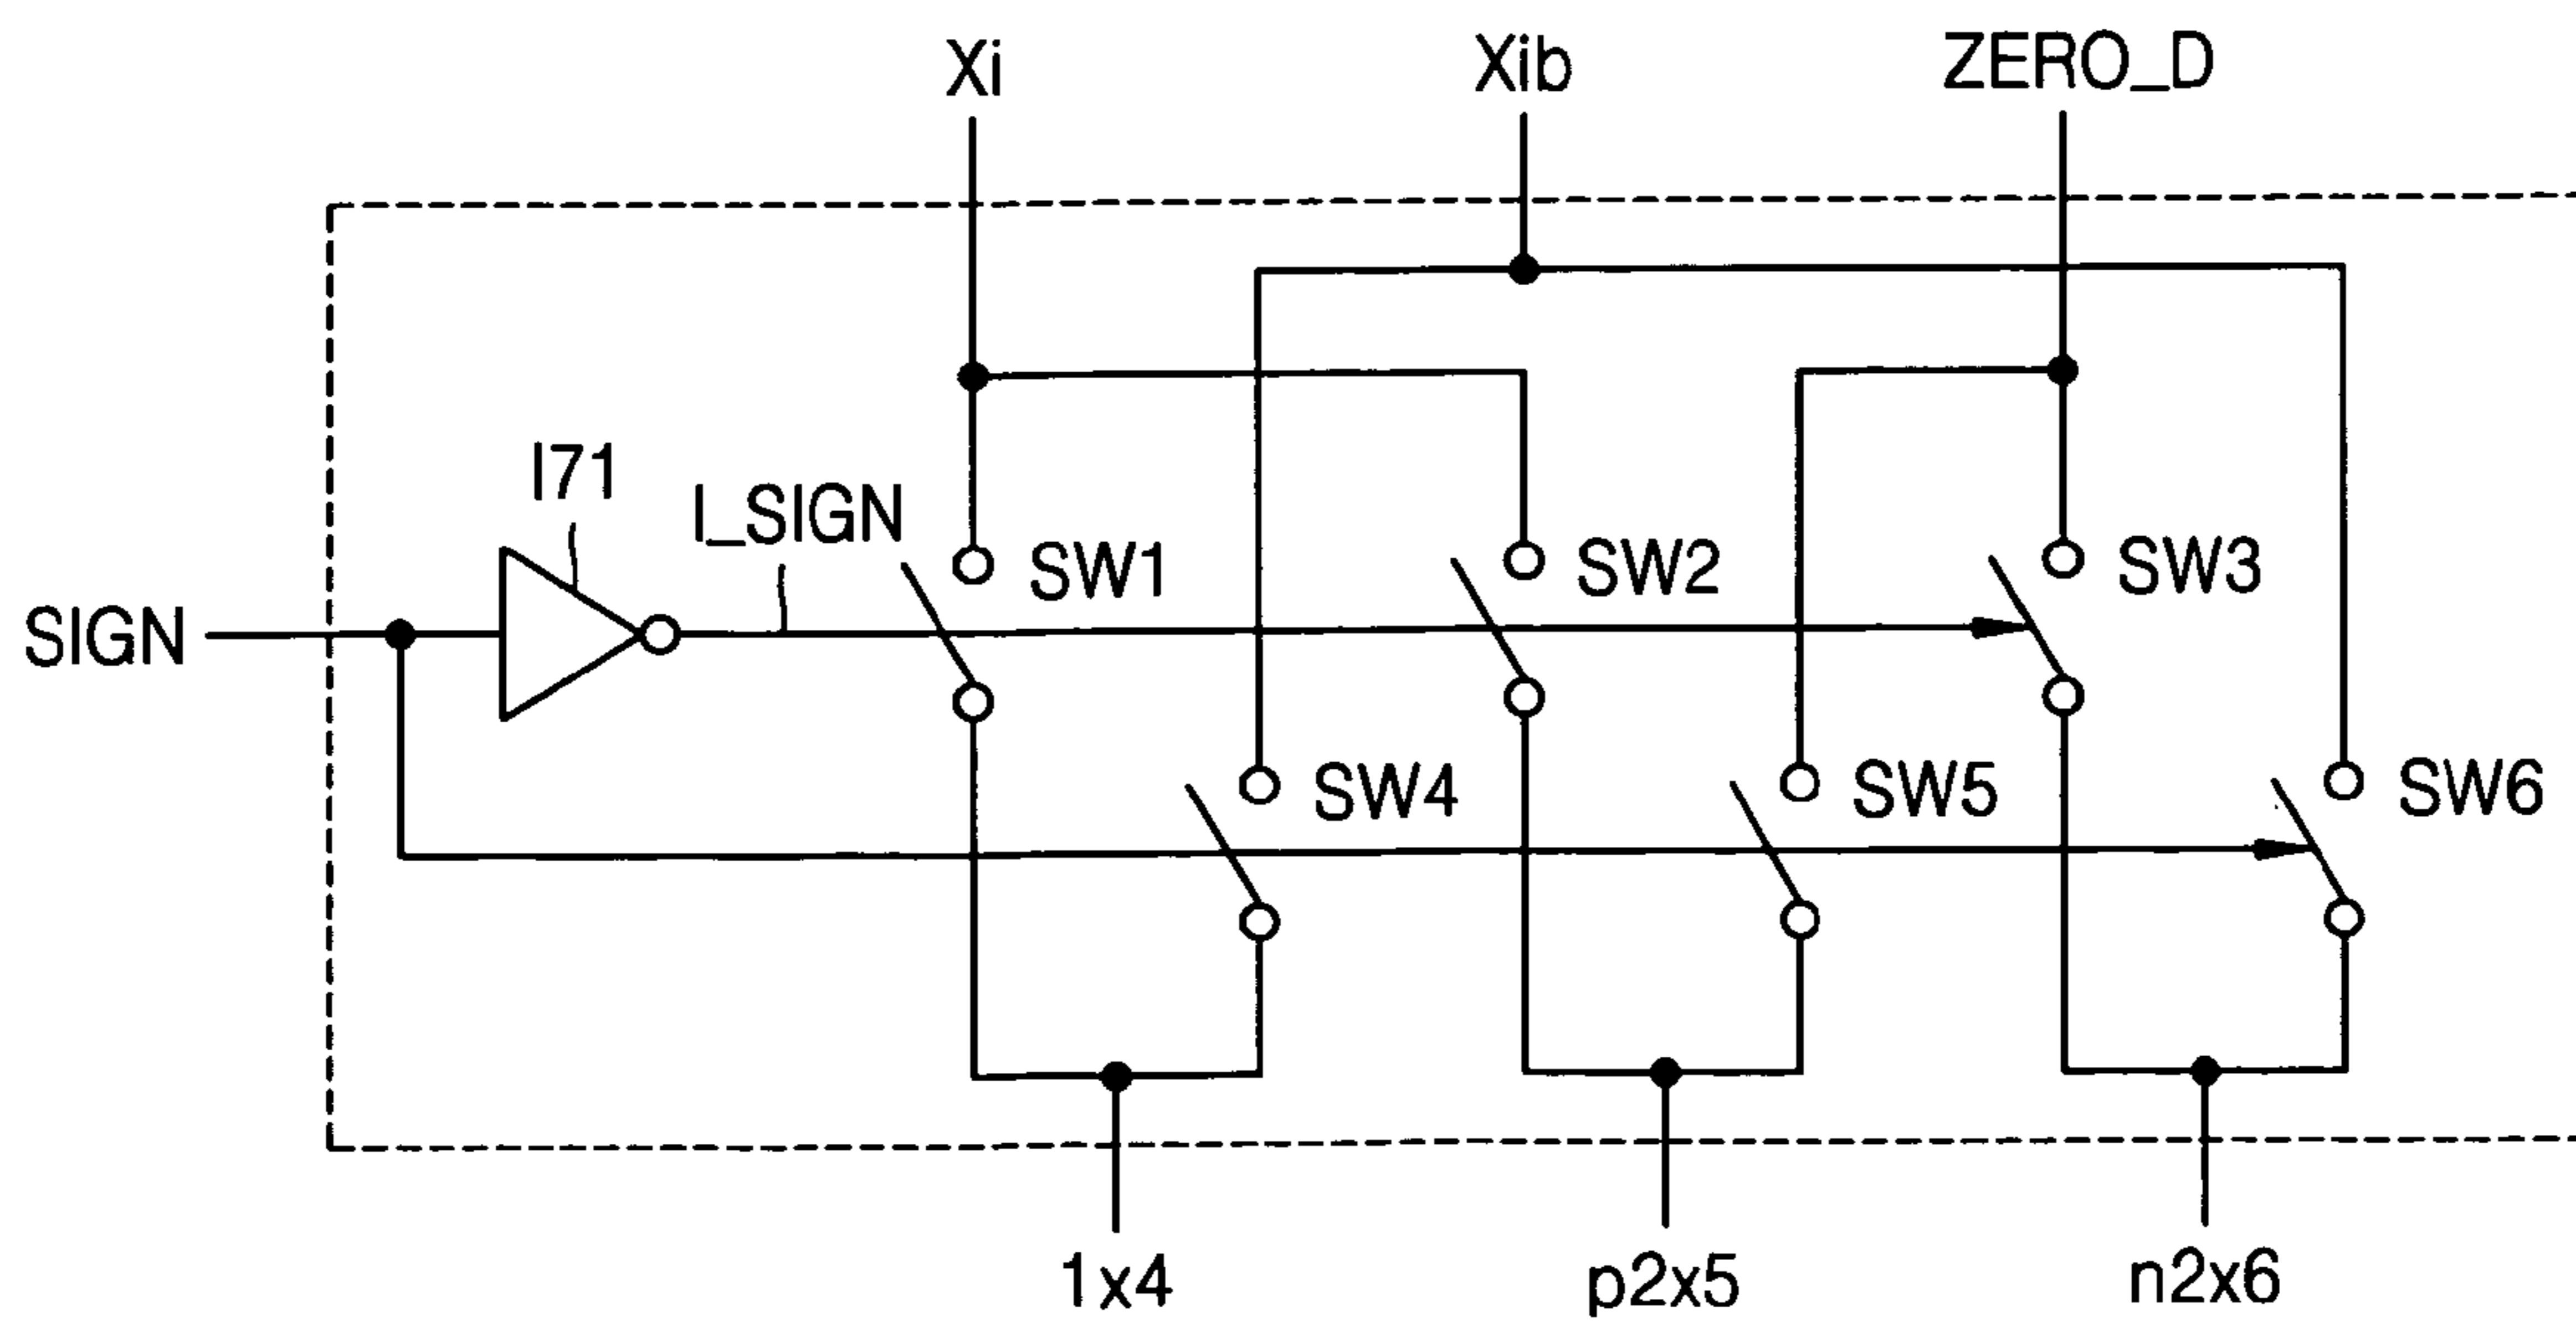 Xi Xib ZERO_D
I71 I_SIGN
SW1 SW2 SW3
SIGN
SW4 SW5 SW6
1x4 p2x5 n2x6